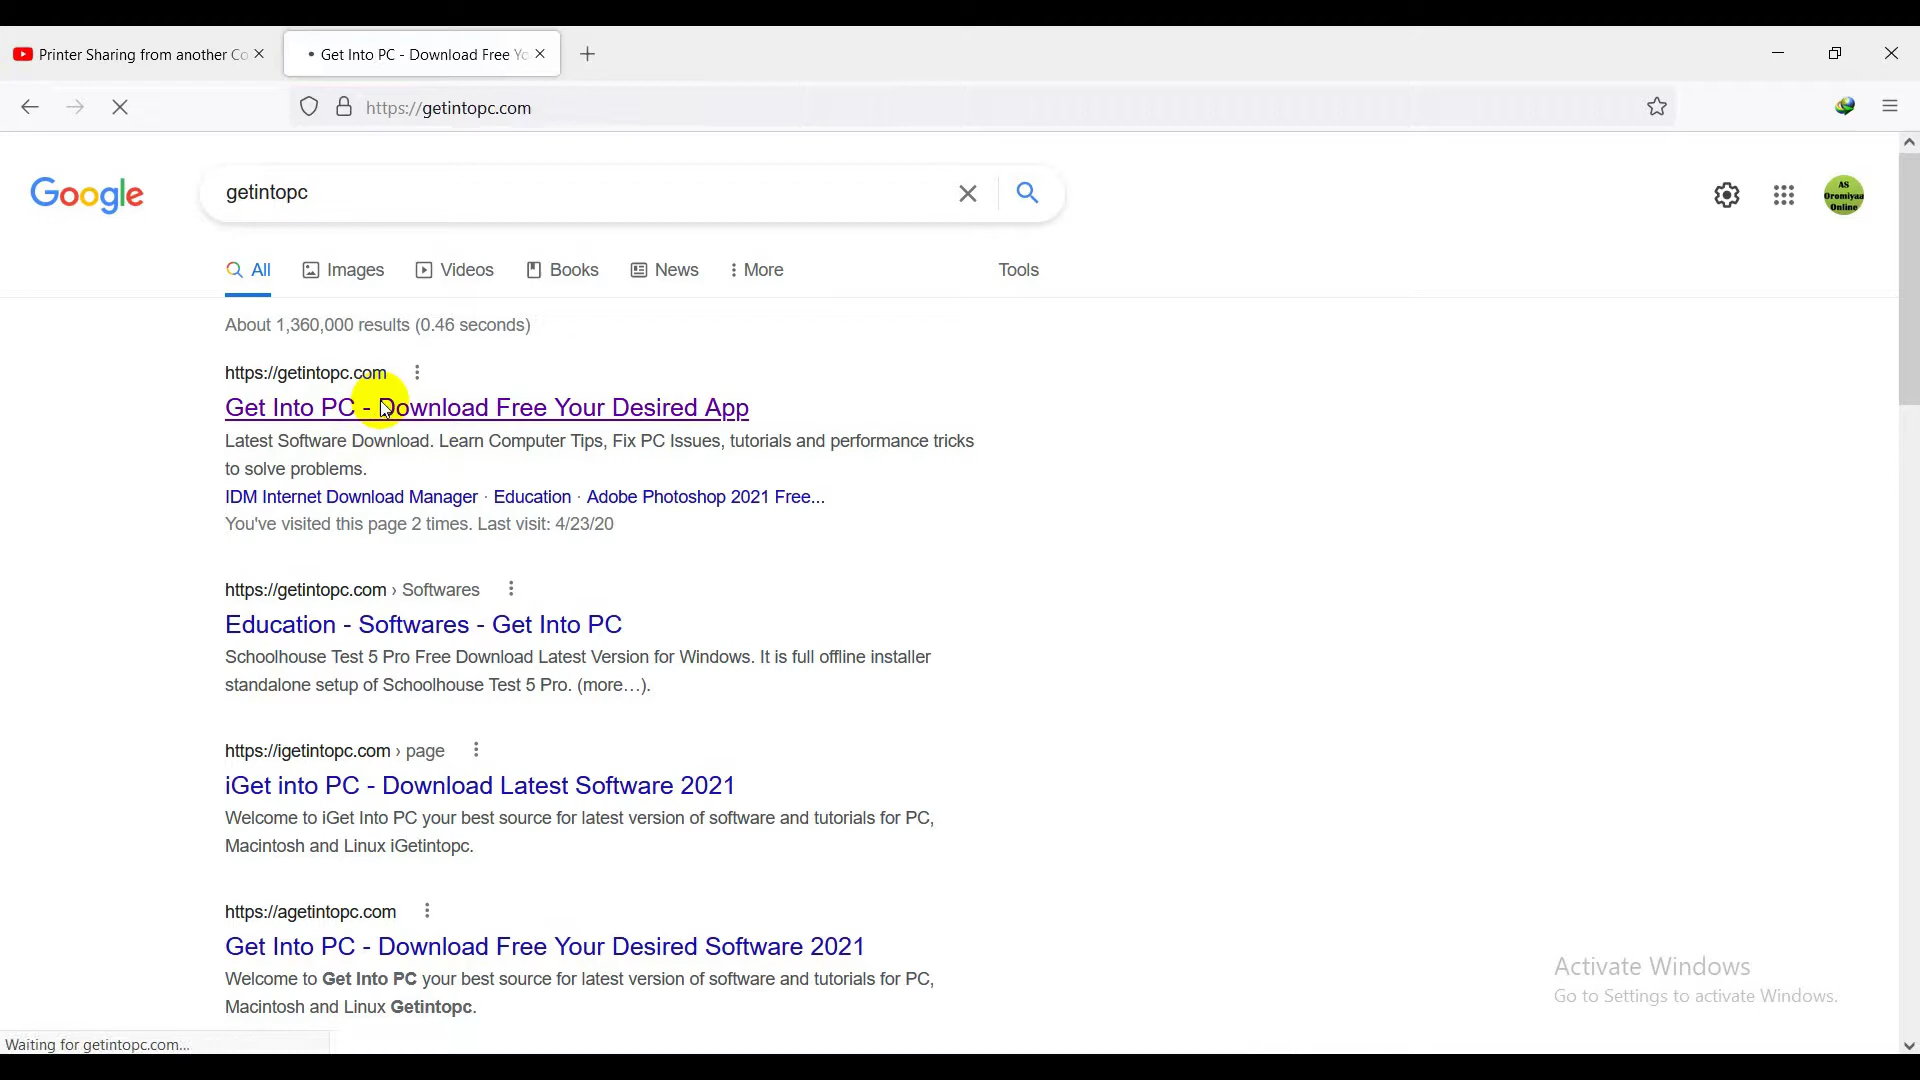 Printer Sharing from another Co
• Get Into PC - Download Free Yo
https://getintopc.com
Google
getintopc
AS
Oromiyaa
Online
All
Images
Videos
Books
News
More
Tools
About 1,360,000 results (0.46 seconds)
https://getintopc.com
Get Into PC - Download Free Your Desired App
Latest Software Download. Learn Computer Tips, Fix PC Issues, tutorials and performance tricks
to solve problems.
IDM Internet Download Manager · Education · Adobe Photoshop 2021 Free...
You've visited this page 2 times. Last visit: 4/23/20
https://getintopc.com › Softwares
Education - Softwares - Get Into PC
Schoolhouse Test 5 Pro Free Download Latest Version for Windows. It is full offline installer
standalone setup of Schoolhouse Test 5 Pro. (more…).
https://igetintopc.com › page
iGet into PC - Download Latest Software 2021
Welcome to iGet Into PC your best source for latest version of software and tutorials for PC,
Macintosh and Linux iGetintopc.
https://agetintopc.com
Get Into PC - Download Free Your Desired Software 2021
Welcome to Get Into PC your best source for latest version of software and tutorials for PC,
Macintosh and Linux Getintopc.
Activate Windows
Go to Settings to activate Windows.
Waiting for getintopc.com...